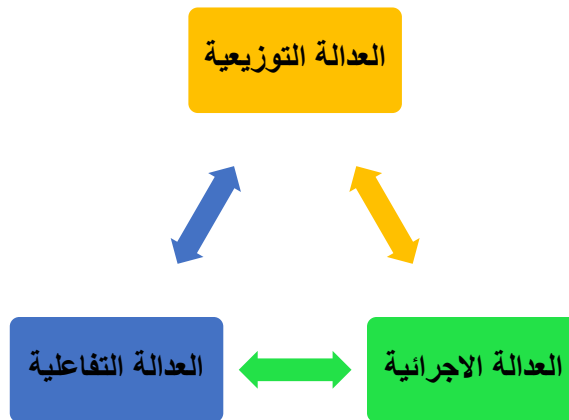 العدالة التوزيعية
العدالة الاجرائية
العدالة التفاعلية